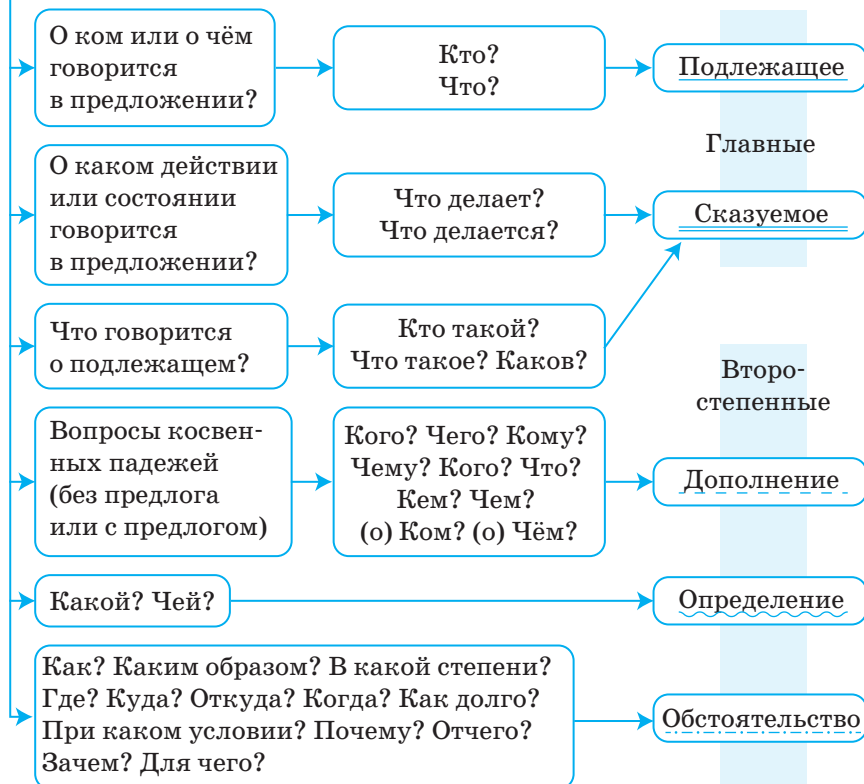 О ком или о чём
говорится
в предложении?
Кто?
Что?
Подлежащее
Главные
О каком действии
или состоянии
говорится
в предложении?
Что делает?
Что делается?
Сказуемое
Что говорится
о подлежащем?
Кто такой?
Что такое? Каков?
Второ-
степенные
Вопросы косвен-
ных падежей
(без предлога
или с предлогом)
Кого? Чего? Кому?
Чему? Кого? Что?
Кем? Чем?
(о) Ком? (о) Чём?
Дополнение
Какой? Чей?
Определение
Как? Каким образом? В какой степени?
Где? Куда? Откуда? Когда? Как долго?
При каком условии? Почему? Отчего?
Зачем? Для чего?
Обстоятельство